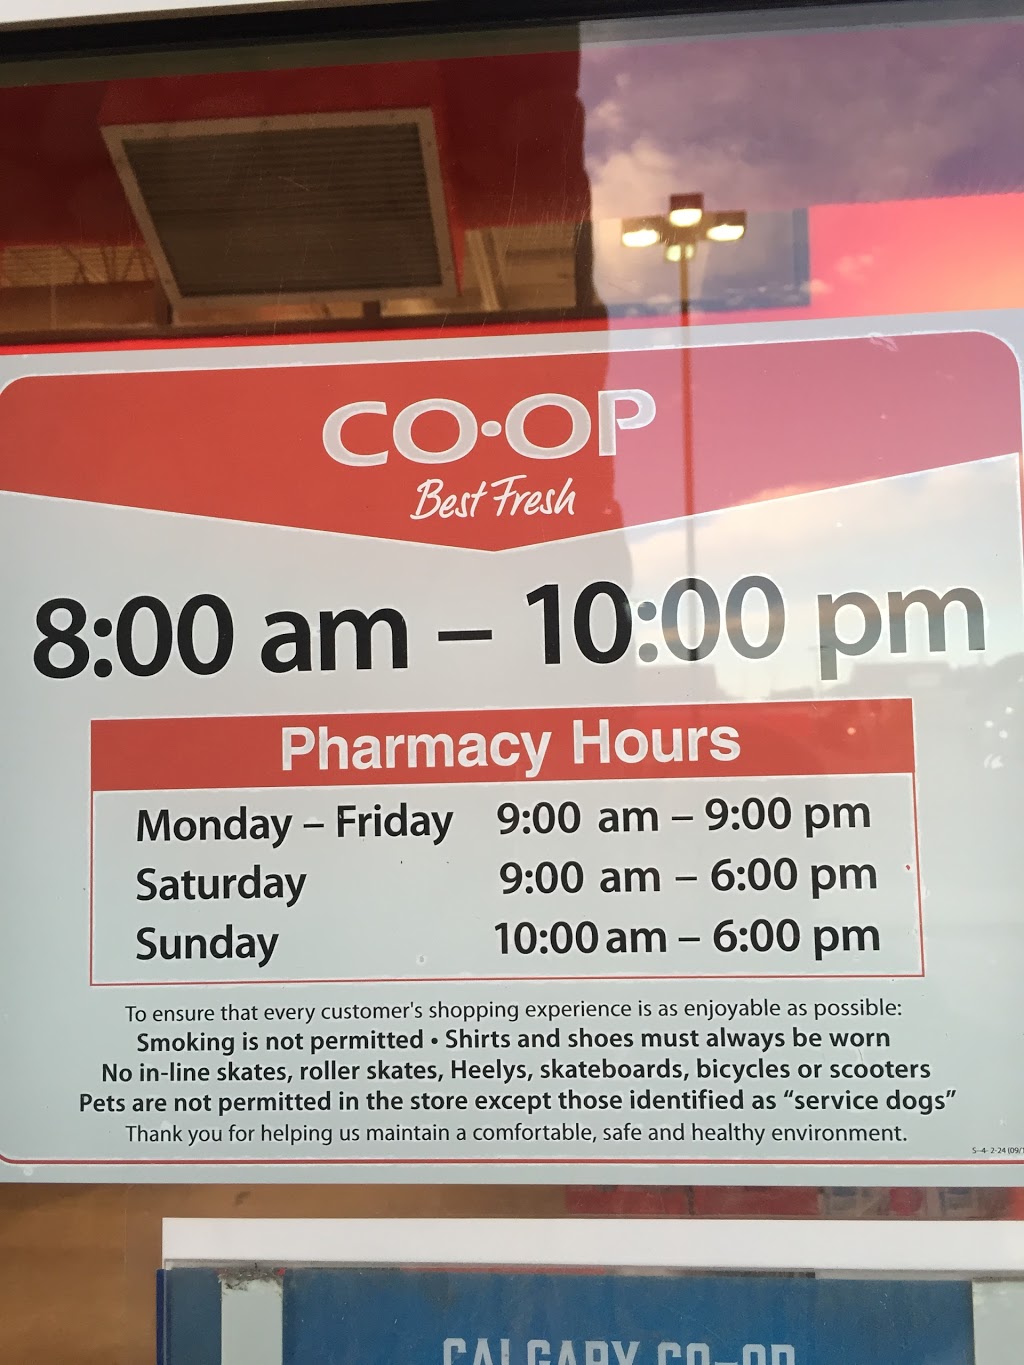 CO•OP
Best Fresh
8:00 am – 10:00 pm
Pharmacy Hours
Monday – Friday 9:00 am – 9:00 pm
Saturday 9:00 am – 6:00 pm
Sunday 10:00 am – 6:00 pm
To ensure that every customer's shopping experience is as enjoyable as possible:
Smoking is not permitted • Shirts and shoes must always be worn
No in-line skates, roller skates, Heelys, skateboards, bicycles or scooters
Pets are not permitted in the store except those identified as “service dogs”
Thank you for helping us maintain a comfortable, safe and healthy environment.
S-4-2-24 (09/1
CALGARY CO-OP